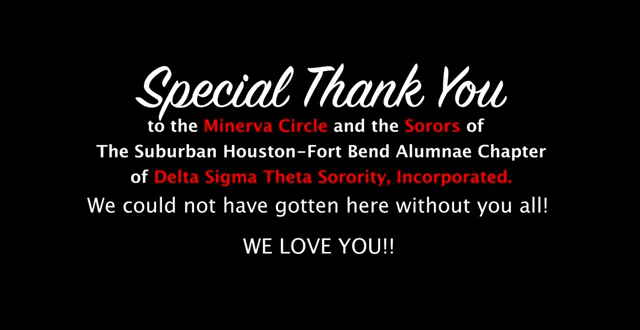 Special Thank You
to the Minerva Circle and the Sorors of
The Suburban Houston-Fort Bend Alumnae Chapter
of Delta Sigma Theta Sorority, Incorporated.
We could not have gotten here without you all!
WE LOVE YOU!!